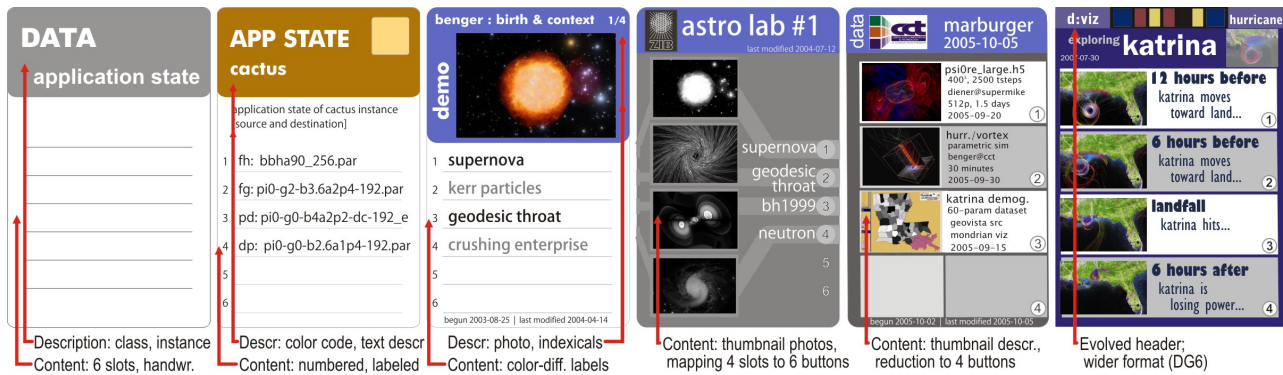 DATA
application state
Description: class, instance
Content: 6 slots, handwr.
APP STATE
cactus
application state of cactus instance
[source and destination]
1 fh: bbha90_256.par
2 fg: pi0-g2-b3.6a2p4-192.par
3 pd: pi0-g0-b4a2p2-dc-192_e
4 dp: pi0-g0-b2.6a1p4-192.par
5
6
Descr: color code, text descr
Content: numbered, labeled
benger : birth & context 1/4
demo
1 supernova
2 kerr particles
3 geodesic throat
4 crushing enterprise
5
6
begun 2003-08-25 | last modified 2004-04-14
Descr: photo, indexicals
Content: color-diff. labels
ZIB
astro lab #1
last modified 2004-07-12
supernova 1
geodesic
throat 2
bh1999 3
neutron 4
5
6
Content: thumbnail photos,
mapping 4 slots to 6 buttons
data
cct
marburger
2005-10-05
psi0re_large.h5
400³, 2500 tsteps
diener@supermike
512p, 1.5 days
2005-09-20
1
hurr./vortex
parametric sim
benger@cct
30 minutes
2005-09-30
2
katrina demog.
60-param dataset
geovista src
mondrian viz
2005-09-15
3
4
begun 2005-10-02 | last modified 2005-10-05
Content: thumbnail descr.,
reduction to 4 buttons
d:viz
hurricane
exploring katrina
12 hours before
katrina moves
toward land...
1
6 hours before
katrina moves
toward land...
2
landfall
katrina hits...
3
6 hours after
katrina is
losing power...
4
Evolved header;
wider format (DG6)